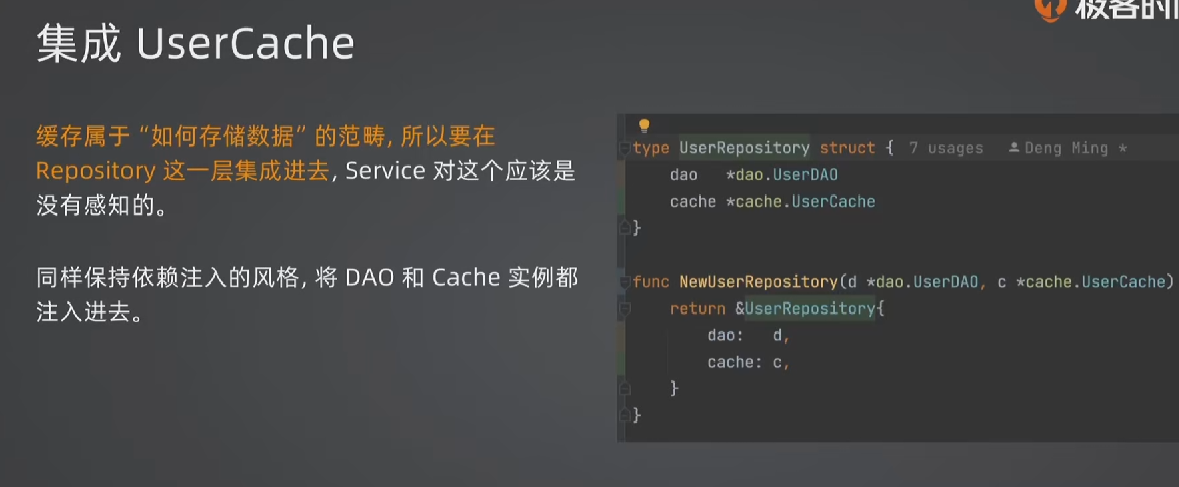 极客时间
集成 UserCache
缓存属于“如何存储数据”的范畴, 所以要在
Repository 这一层集成进去, Service 对这个应该是
没有感知的。
同样保持依赖注入的风格, 将 DAO 和 Cache 实例都
注入进去。
type UserRepository struct { 7 usages Deng Ming *
dao *dao.UserDAO
cache *cache.UserCache
}
func NewUserRepository(d *dao.UserDAO, c *cache.UserCache)
return &UserRepository{
dao: d,
cache: c,
}
}